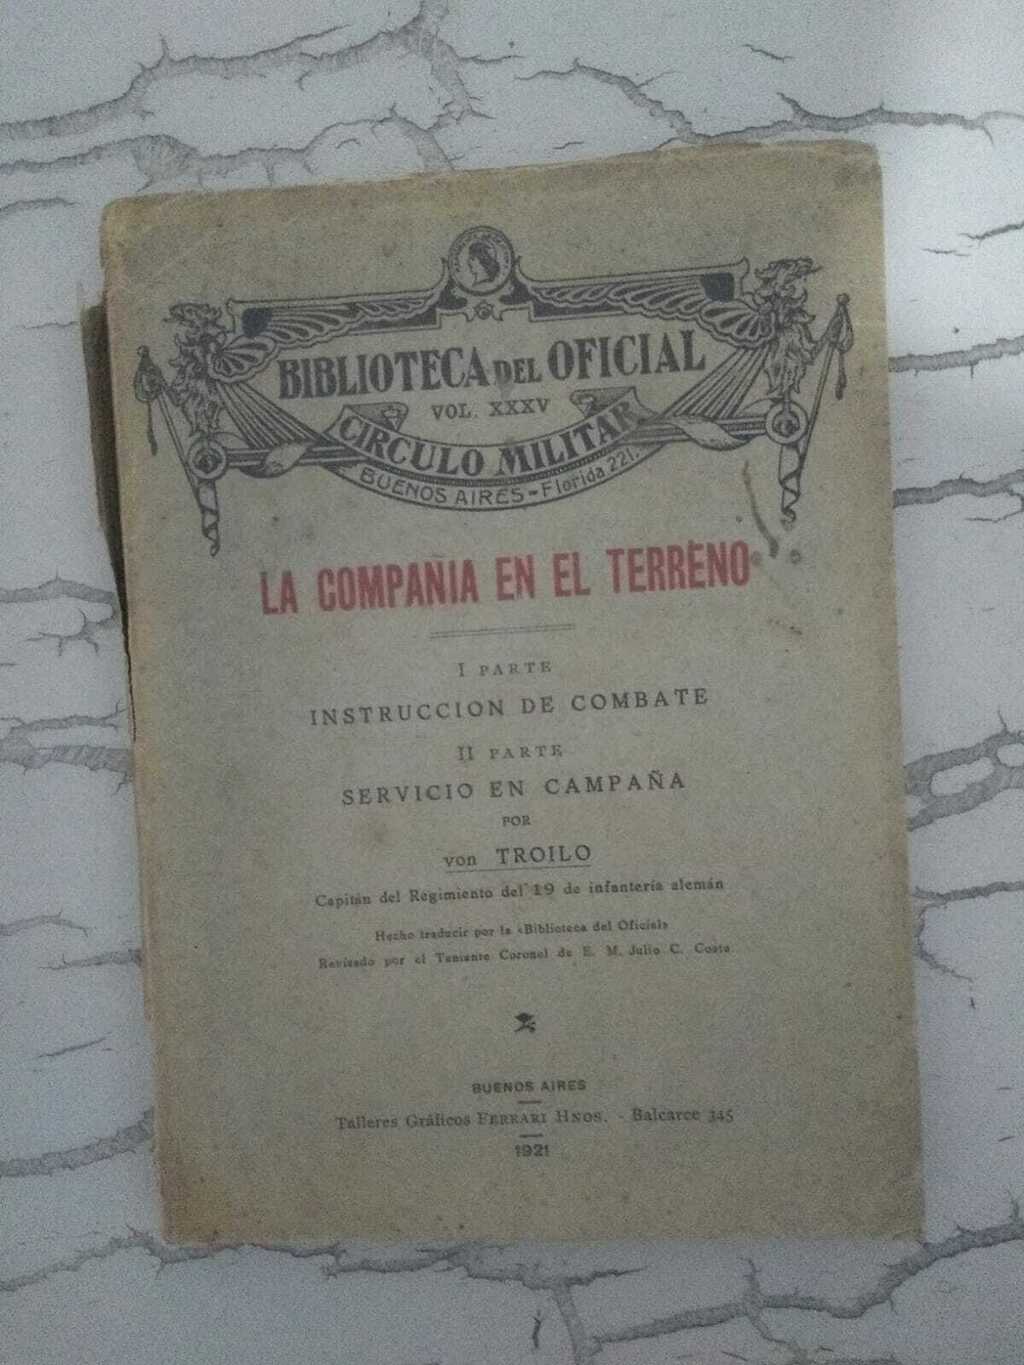 BIBLIOTECA DEL OFICIAL
VOL. XXXV
CIRCULO MILITAR
BUENOS AIRES - Florida 221.
LA COMPAÑIA EN EL TERRENO
I PARTE
INSTRUCCION DE COMBATE
II PARTE
SERVICIO EN CAMPAÑA
POR
von TROILO
Capitán del Regimiento del 19 de infantería alemán
Hecho traducir por la «Biblioteca del Oficial»
Revisado por el Teniente Coronel de E. M. Julio C. Costa
BUENOS AIRES
Talleres Gráficos FERRARI HNOS. - Balcarce 345
1921